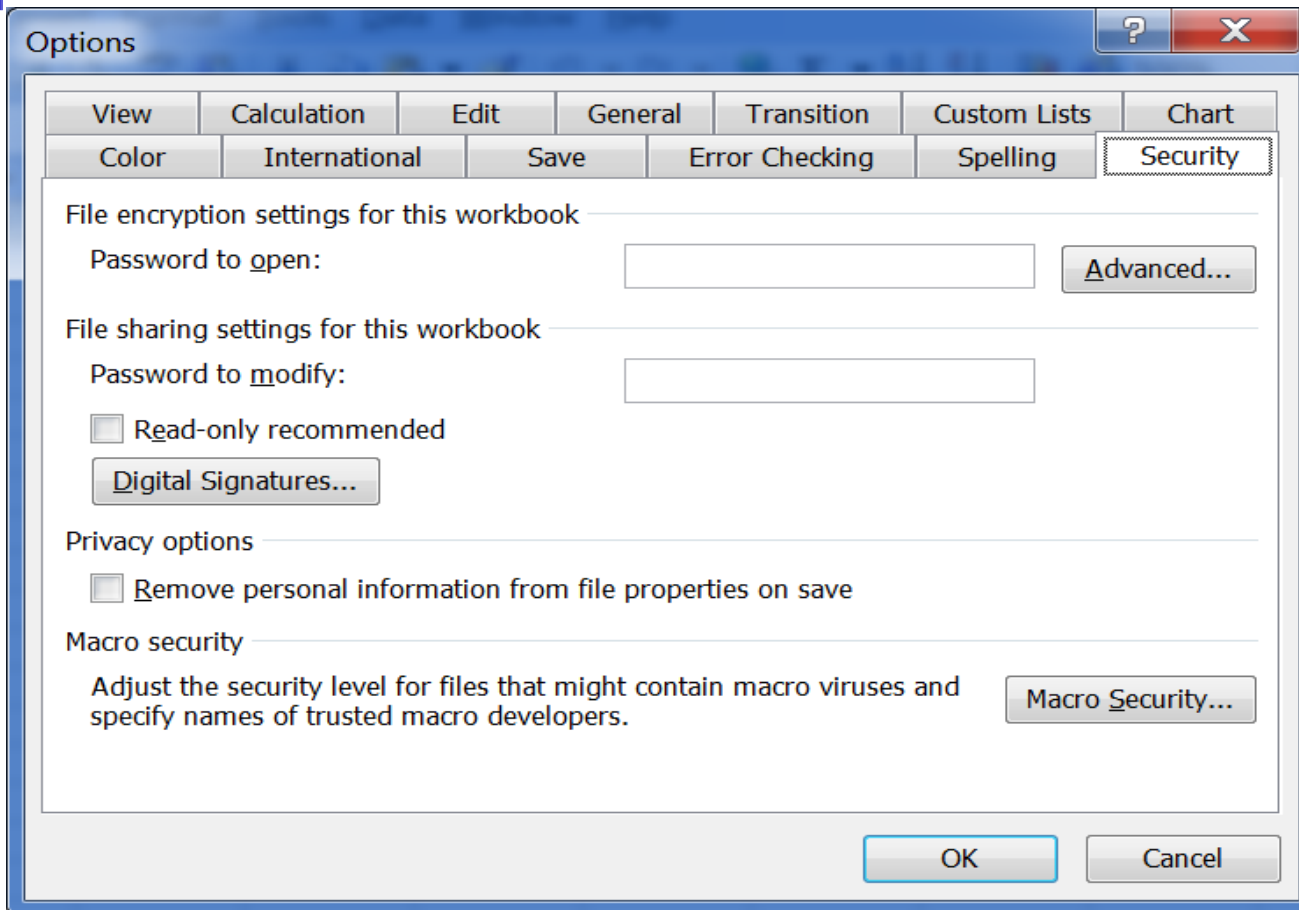 Options
View Calculation Edit General Transition Custom Lists Chart
Color International Save Error Checking Spelling Security
File encryption settings for this workbook
Password to open:
Advanced...
File sharing settings for this workbook
Password to modify:
Read-only recommended
Digital Signatures...
Privacy options
Remove personal information from file properties on save
Macro security
Adjust the security level for files that might contain macro viruses and
specify names of trusted macro developers.
Macro Security...
OK Cancel